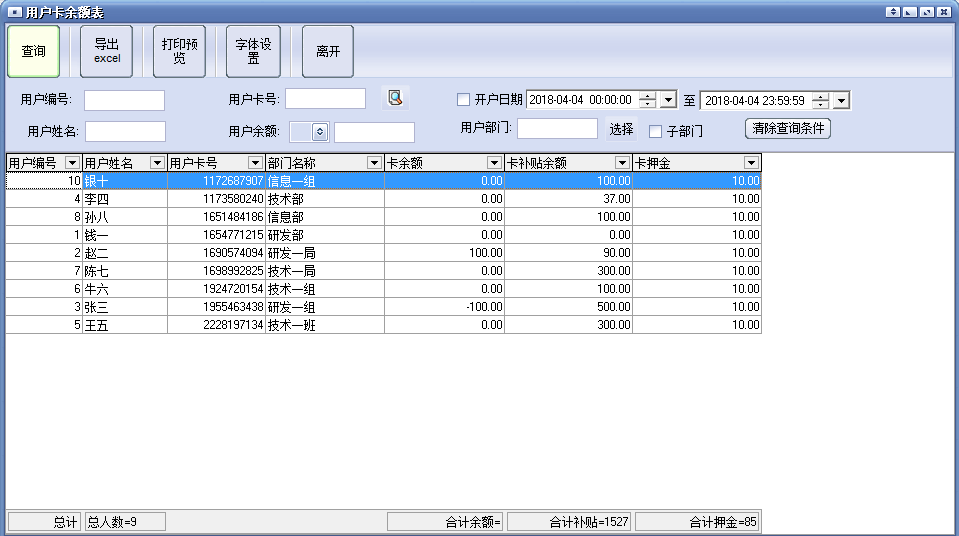 用户卡余额表
查询
导出
excel
打印预
览
字体设
置
离开
用户编号:
用户卡号:
开户日期 2018-04-04 00:00:00 至 2018-04-04 23:59:59
用户姓名:
用户余额:
用户部门:
选择
子部门
清除查询条件
用户编号 用户姓名 用户卡号 部门名称 卡余额 卡补贴余额 卡押金
10 银十 1172687907 信息一组 0.00 100.00 10.00
4 李四 1173580240 技术部 0.00 37.00 10.00
8 孙八 1651484186 信息部 0.00 100.00 10.00
1 钱一 1654771215 研发部 0.00 0.00 10.00
2 赵二 1690574094 研发一局 100.00 90.00 10.00
7 陈七 1698992825 技术一局 0.00 300.00 10.00
6 牛六 1924720154 技术一组 0.00 100.00 10.00
3 张三 1955463438 研发一组 -100.00 500.00 10.00
5 王五 2228197134 技术一班 0.00 300.00 10.00
总计 总人数=9 合计余额= 合计补贴=1527 合计押金=85